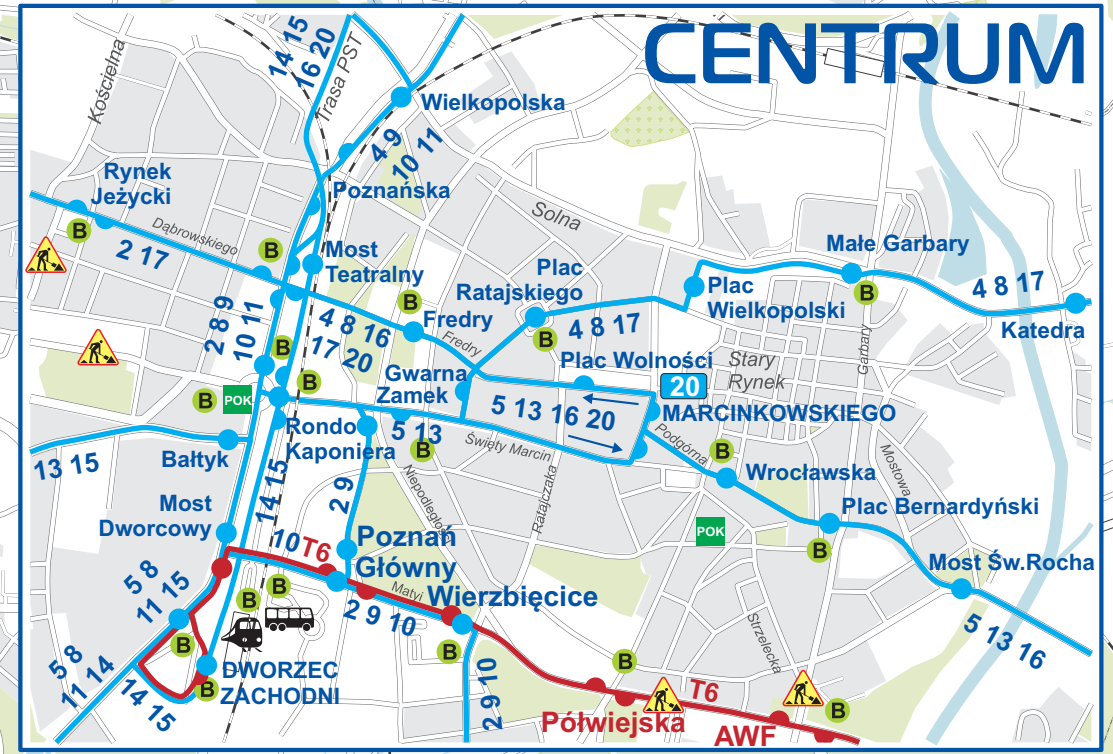 CENTRUM
Kościelna
14 15
16 20
Trasa PST
Wielkopolska
4 9
10 11
Rynek
Jeżycki
Poznańska
Solna
B
Dąbrowskiego
2 17
B
Most
Teatralny
Małe Garbary
Plac
Ratajskiego
Plac
Wielkopolski
B
4 8 17
Katedra
2 8 9
10 11
B
Fredry
4 8 16
17 20
Fredry
4 8 17
B
Garbary
B
Plac Wolności
Stary
Rynek
Gwarna
Zamek
20
B
B
POK
5 13 16 20
MARCINKOWSKIEGO
Rondo
Kaponiera
5 13
B
Święty Marcin
Podgórna
B
Mostowa
Bałtyk
13 15
14 15
Niepodległości
Ratajczaka
Wrocławska
2 9
Most
Dworcowy
Plac Bernardyński
POK
B
10
T6
Poznań
Główny
Most Św.Rocha
5 8
11 15
B
B
Matyi
Wierzbięcice
2 9 10
Strzelecka
5 13 16
B
B
B
5 8
11 14
14 15
B
DWORZEC
ZACHODNI
2 9 10
T6
Półwiejska
B
AWF